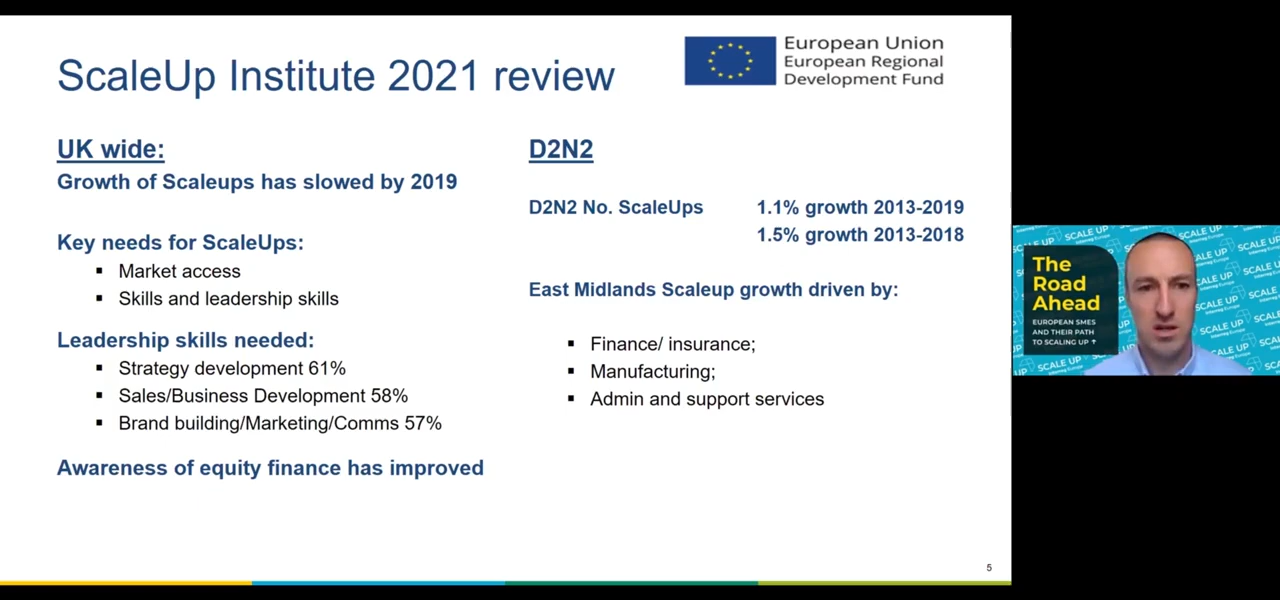 ScaleUp Institute 2021 review
European Union
European Regional
Development Fund
UK wide:
Growth of Scaleups has slowed by 2019
Key needs for ScaleUps:
▪ Market access
▪ Skills and leadership skills
Leadership skills needed:
▪ Strategy development 61%
▪ Sales/Business Development 58%
▪ Brand building/Marketing/Comms 57%
Awareness of equity finance has improved
D2N2
D2N2 No. ScaleUps 1.1% growth 2013-2019
1.5% growth 2013-2018
East Midlands Scaleup growth driven by:
▪ Finance/ insurance;
▪ Manufacturing;
▪ Admin and support services
5
The
Road
Ahead
EUROPEAN SMES
AND THEIR PATH
TO SCALING UP
SCALE UP
Interreg Europe